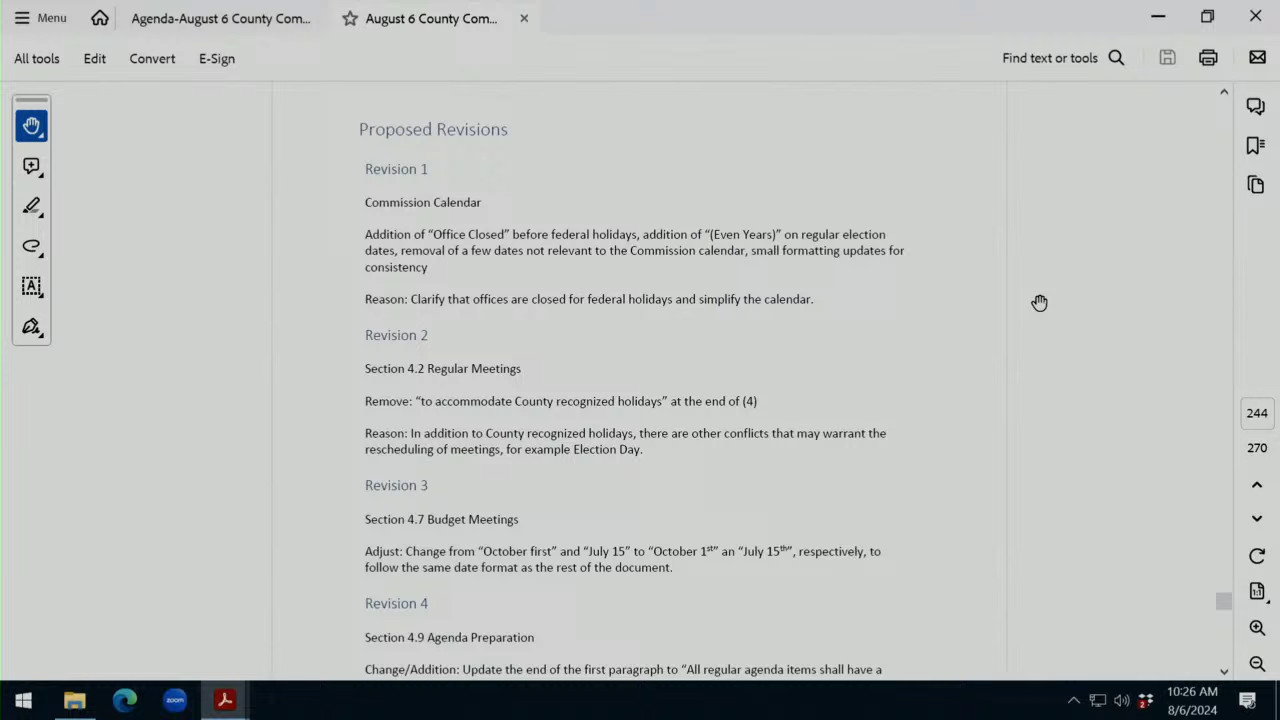 Menu
Agenda-August 6 County Com...
August 6 County Com...
All tools
Edit
Convert
E-Sign
Find text or tools
Proposed Revisions
Revision 1
Commission Calendar
Addition of “Office Closed” before federal holidays, addition of “(Even Years)” on regular election
dates, removal of a few dates not relevant to the Commission calendar, small formatting updates for
consistency
Reason: Clarify that offices are closed for federal holidays and simplify the calendar.
Revision 2
Section 4.2 Regular Meetings
Remove: “to accommodate County recognized holidays” at the end of (4)
Reason: In addition to County recognized holidays, there are other conflicts that may warrant the
rescheduling of meetings, for example Election Day.
Revision 3
Section 4.7 Budget Meetings
Adjust: Change from “October first” and “July 15” to “October 1st” an “July 15th”, respectively, to
follow the same date format as the rest of the document.
Revision 4
Section 4.9 Agenda Preparation
Change/Addition: Update the end of the first paragraph to “All regular agenda items shall have a
244
270
1:1
zoom
2
10:26 AM
8/6/2024